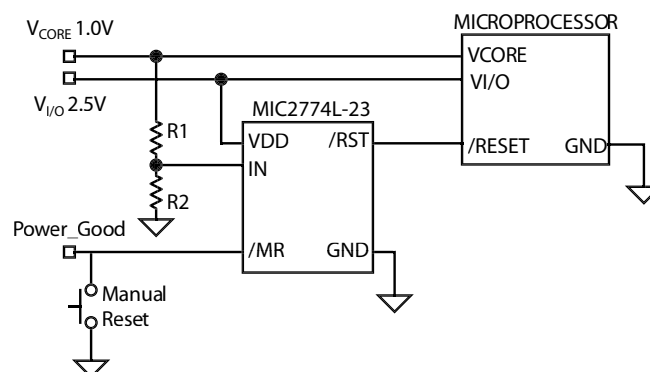 MICROPROCESSOR
VCORE 1.0V
VCORE
VI/O 2.5V
VI/O
MIC2774L-23
R1
VDD
/RST
/RESET
GND
IN
R2
Power_Good
/MR
GND
Manual
Reset